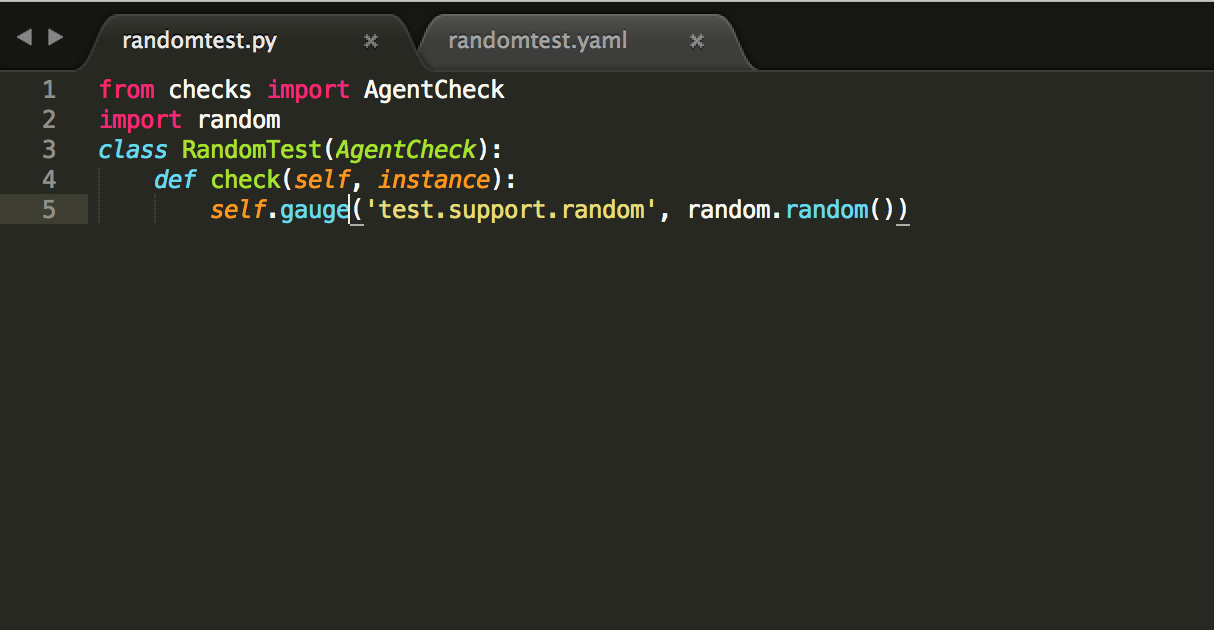 randomtest.py × randomtest.yaml ×
1 from checks import AgentCheck
2 import random
3 class RandomTest(AgentCheck):
4     def check(self, instance):
5         self.gauge('test.support.random', random.random())